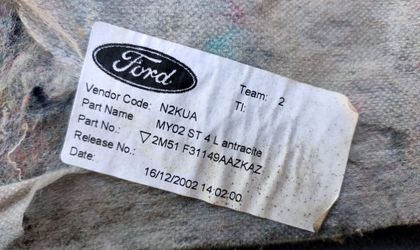 Ford
Vendor Code: N2KUA Team: 2
Part Name MY02 ST 4 L antracite TI:
Part No.: ▽2M51 F31149AAZKAZ
Release No.:
Date: 16/12/2002 14:02:00